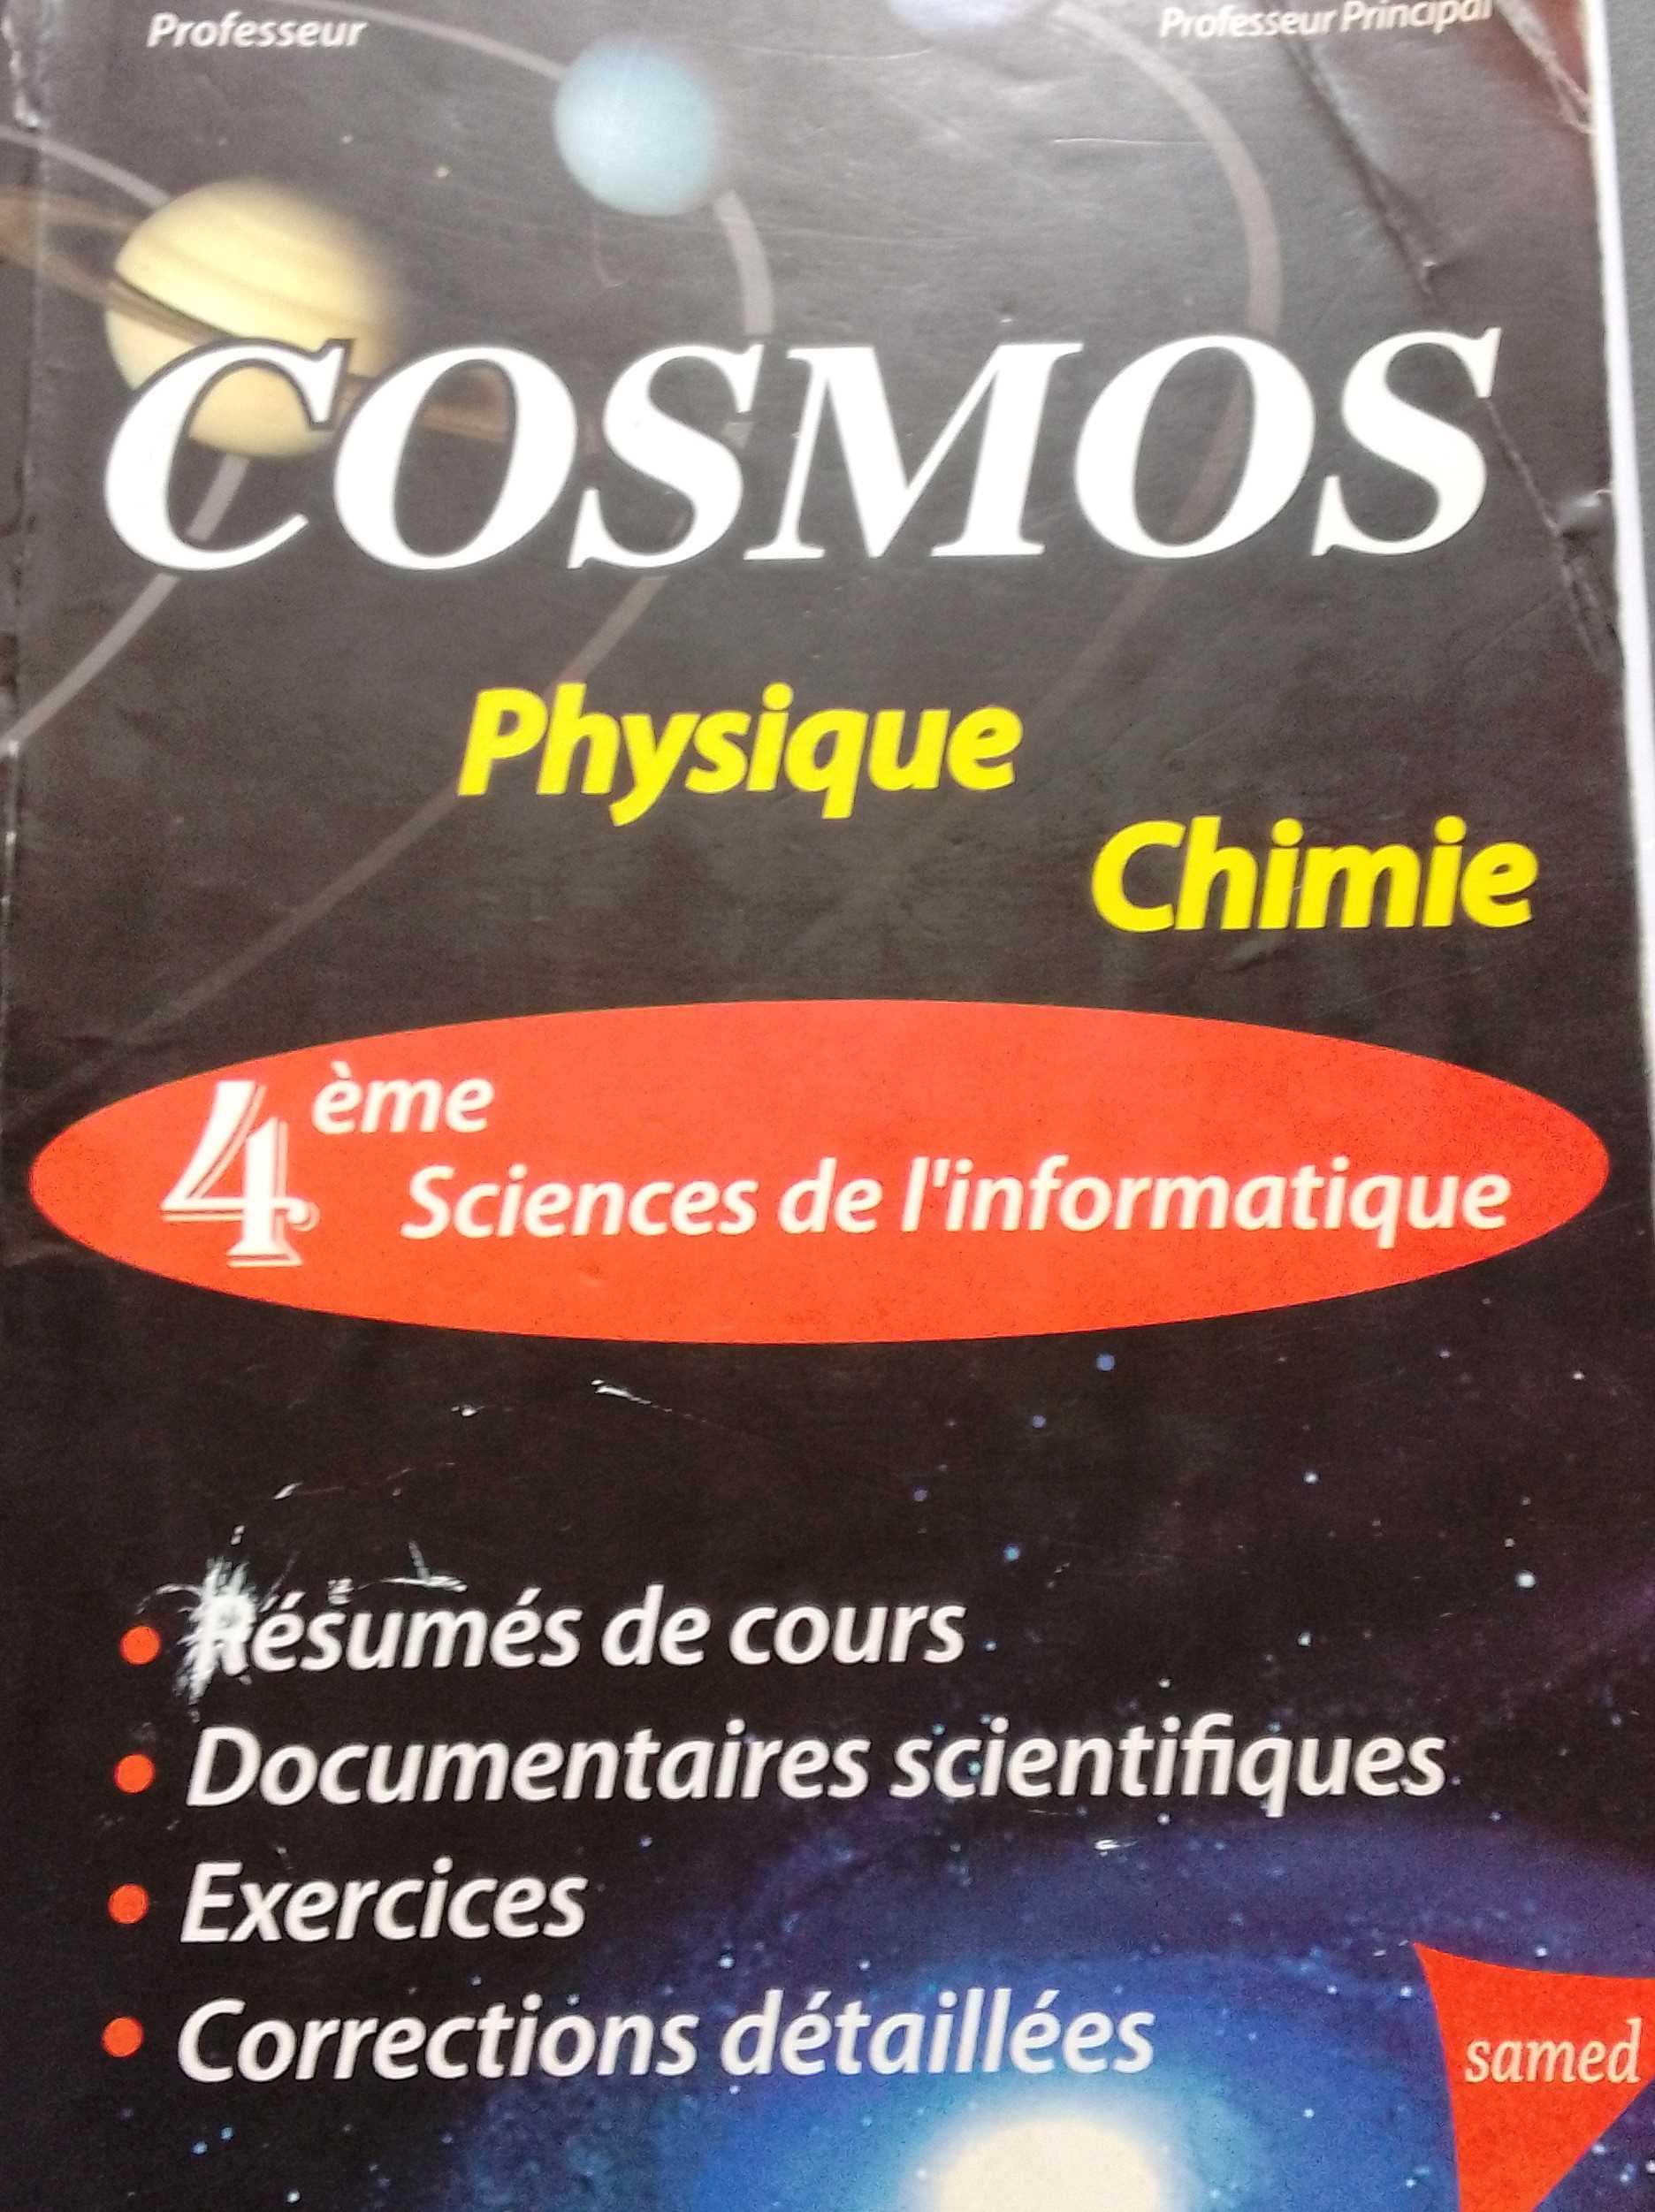 Professeur
Professeur Principal
COSMOS
Physique
Chimie
4ème
Sciences de l'informatique
• Résumés de cours
• Documentaires scientifiques
• Exercices
• Corrections détaillées
samed